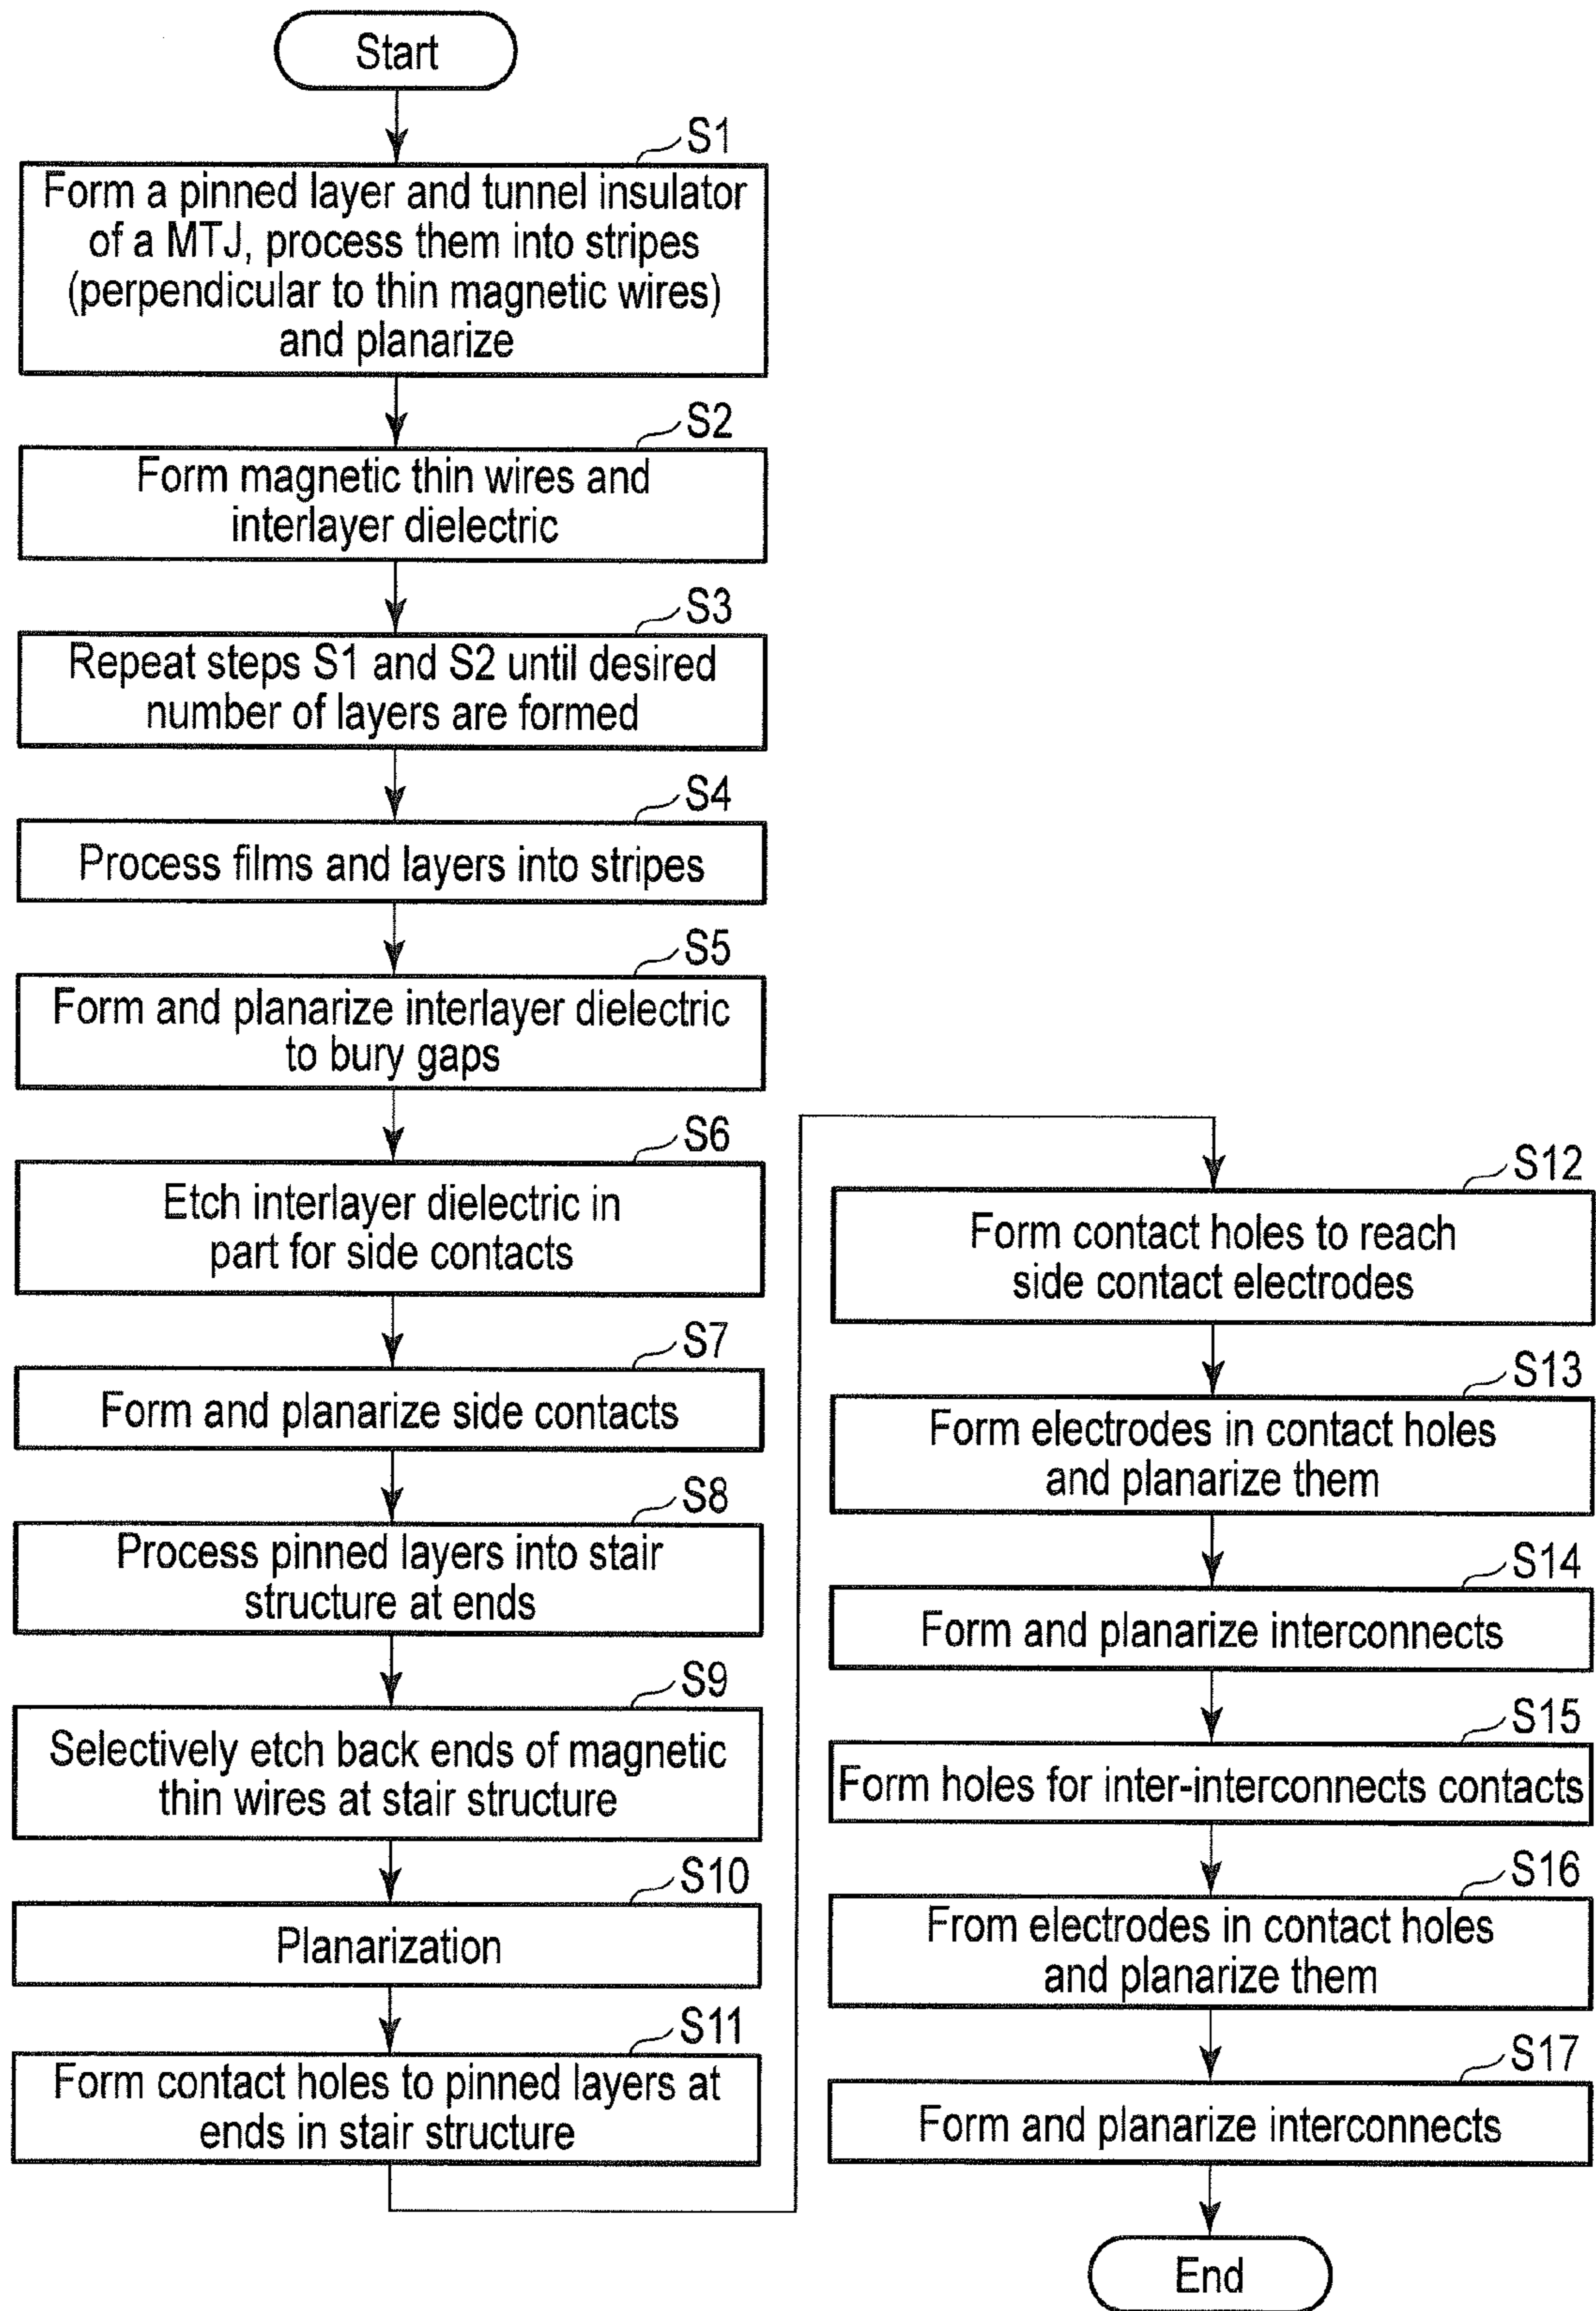 Start
S1
Form a pinned layer and tunnel insulator
of a MTJ, process them into stripes
(perpendicular to thin magnetic wires)
and planarize
S2
Form magnetic thin wires and
interlayer dielectric
S3
Repeat steps S1 and S2 until desired
number of layers are formed
S4
Process films and layers into stripes
S5
Form and planarize interlayer dielectric
to bury gaps
S6
Etch interlayer dielectric in
part for side contacts
S7
Form and planarize side contacts
S8
Process pinned layers into stair
structure at ends
S9
Selectively etch back ends of magnetic
thin wires at stair structure
S10
Planarization
S11
Form contact holes to pinned layers at
ends in stair structure
S12
Form contact holes to reach
side contact electrodes
S13
Form electrodes in contact holes
and planarize them
S14
Form and planarize interconnects
S15
Form holes for inter-interconnects contacts
S16
From electrodes in contact holes
and planarize them
S17
Form and planarize interconnects
End